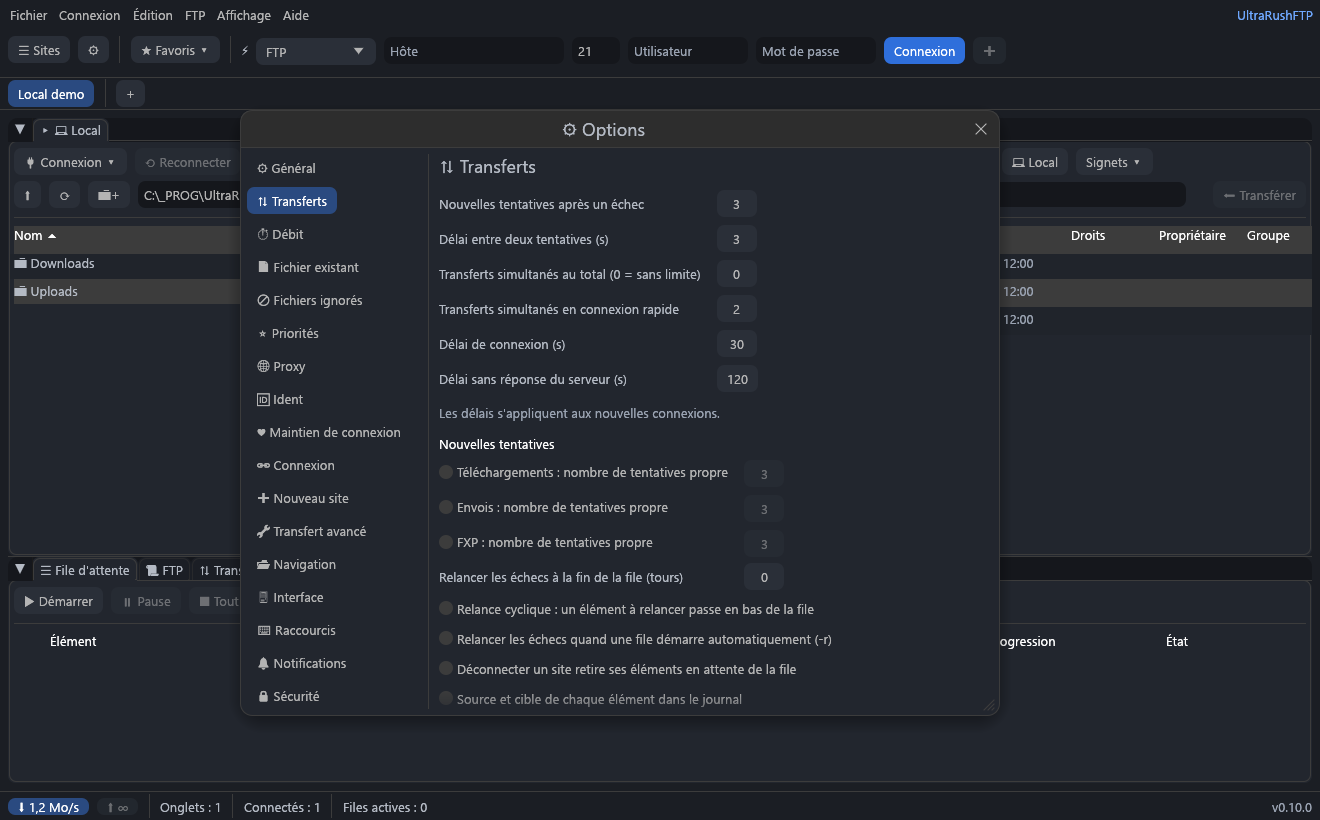 Fichier Connexion Édition FTP Affichage Aide UltraRushFTP
Sites Favoris FTP Hôte 21 Utilisateur Mot de passe Connexion +
Local demo +
Local
Options
Connexion Reconnecter
Local Signets
C:\_PROG\UltraR
Transférer
Nom
Droits Propriétaire Groupe
Downloads
12:00
Uploads
12:00
12:00
Général
Transferts
Débit
Fichier existant
Fichiers ignorés
Priorités
Proxy
Ident
Maintien de connexion
Connexion
Nouveau site
Transfert avancé
Navigation
Interface
Raccourcis
Notifications
Sécurité
Transferts
Nouvelles tentatives après un échec 3
Délai entre deux tentatives (s) 3
Transferts simultanés au total (0 = sans limite) 0
Transferts simultanés en connexion rapide 2
Délai de connexion (s) 30
Délai sans réponse du serveur (s) 120
Les délais s'appliquent aux nouvelles connexions.
Nouvelles tentatives
Téléchargements : nombre de tentatives propre 3
Envois : nombre de tentatives propre 3
FXP : nombre de tentatives propre 3
Relancer les échecs à la fin de la file (tours) 0
Relance cyclique : un élément à relancer passe en bas de la file
Relancer les échecs quand une file démarre automatiquement (-r)
Déconnecter un site retire ses éléments en attente de la file
Source et cible de chaque élément dans le journal
File d'attente FTP Trans
Démarrer Pause Tout
Élément ogression État
1,2 Mo/s ∞ Onglets : 1 Connectés : 1 Files actives : 0 v0.10.0